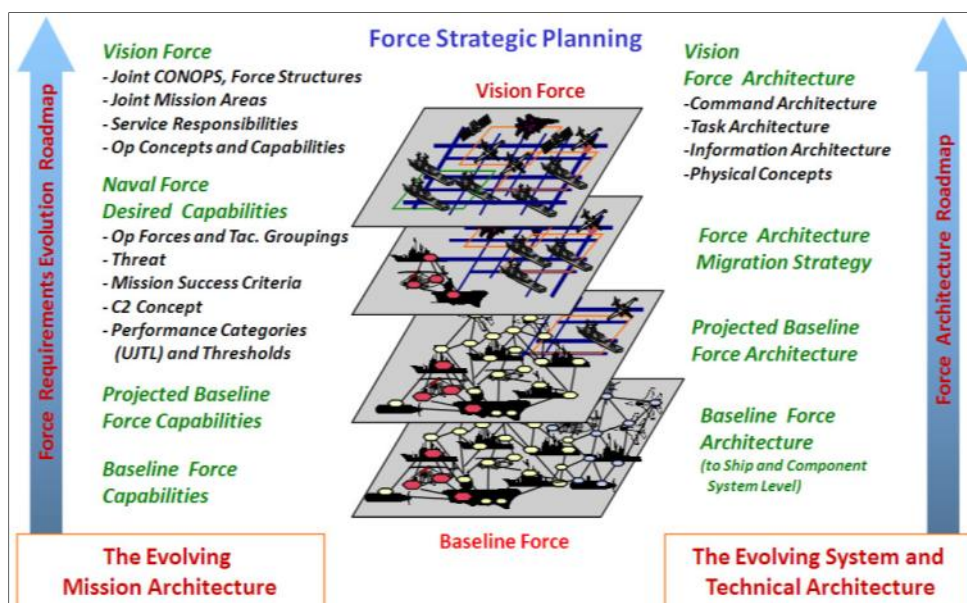 Force Strategic Planning
Force Requirements Evolution Roadmap
Vision Force
- Joint CONOPS, Force Structures
- Joint Mission Areas
- Service Responsibilities
- Op Concepts and Capabilities
Naval Force
Desired Capabilities
- Op Forces and Tac. Groupings
- Threat
- Mission Success Criteria
- C2 Concept
- Performance Categories
(UJTL) and Thresholds
Projected Baseline
Force Capabilities
Baseline Force
Capabilities
The Evolving
Mission Architecture
Vision Force
Baseline Force
Vision
Force Architecture
-Command Architecture
-Task Architecture
-Information Architecture
-Physical Concepts
Force Architecture
Migration Strategy
Projected Baseline
Force Architecture
Baseline Force
Architecture
(to Ship and Component
System Level)
Force Architecture Roadmap
The Evolving System and
Technical Architecture